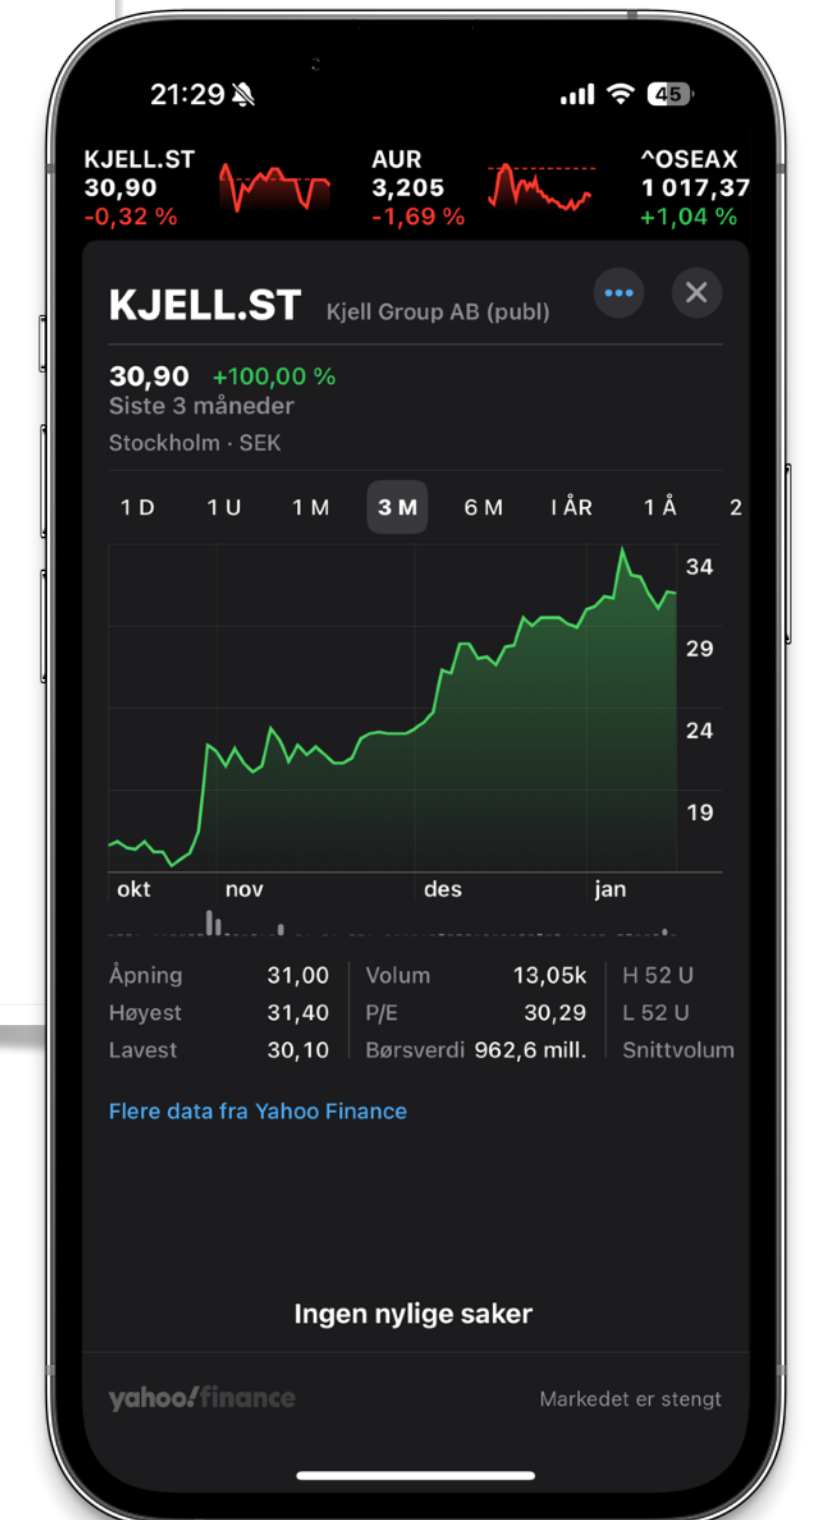 21:29
45
KJELL.ST
30,90
-0,32 %
AUR
3,205
-1,69 %
^OSEAX
1 017,37
+1,04 %
KJELL.ST Kjell Group AB (publ)
30,90 +100,00 %
Siste 3 måneder
Stockholm · SEK
1 D 1 U 1 M 3 M 6 M I ÅR 1 Å 2
34
29
24
19
okt nov des jan
Åpning 31,00 Volum 13,05k H 52 U
Høyest 31,40 P/E 30,29 L 52 U
Lavest 30,10 Børsverdi 962,6 mill. Snittvolum
Flere data fra Yahoo Finance
Ingen nylige saker
yahoo!finance Markedet er stengt